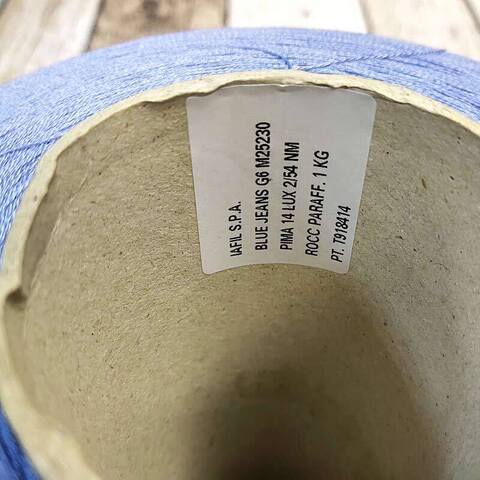 IAFIL S.P.A.
BLUE JEANS G6 M25230
PIMA 14 LUX 2/54 NM
ROCC PARAFF. 1 KG
PT. T918414